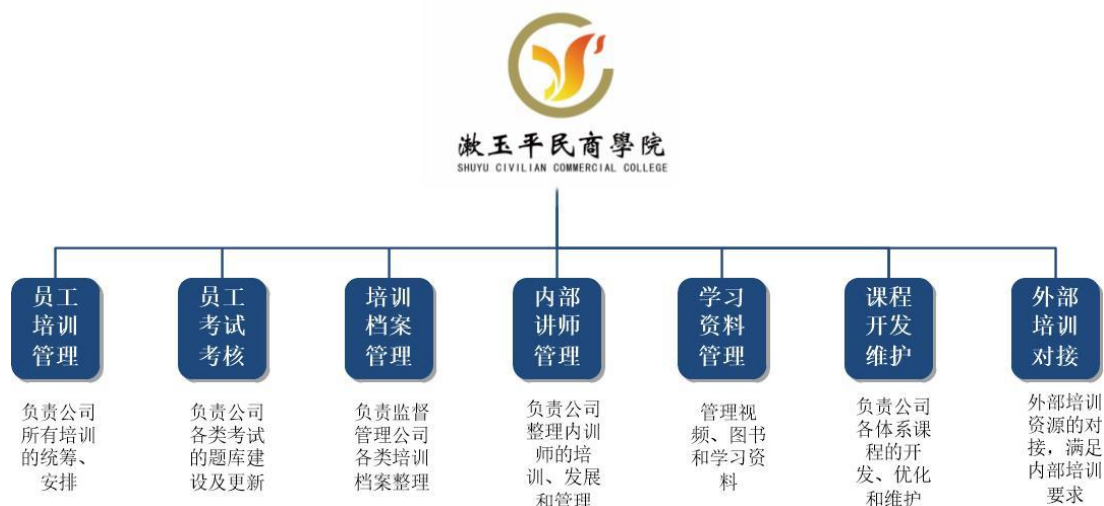 漱玉平民商學院
SHUYU CIVILIAN COMMERCIAL COLLEGE
员工
培训
管理
员工
考试
考核
培训
档案
管理
内部
讲师
管理
学习
资料
管理
课程
开发
维护
外部
培训
对接
负责公司
所有培训
的统筹、
安排
负责公司
各类考试
的题库建
设及更新
负责监督
管理公司
各类培训
档案整理
负责公司
整理内训
师的培
训、发展
和管理
管理视
频、图书
和学习资
料
负责公司
各体系课
程的开
发、优化
和维护
外部培训
资源的对
接，满足
内部培训
要求